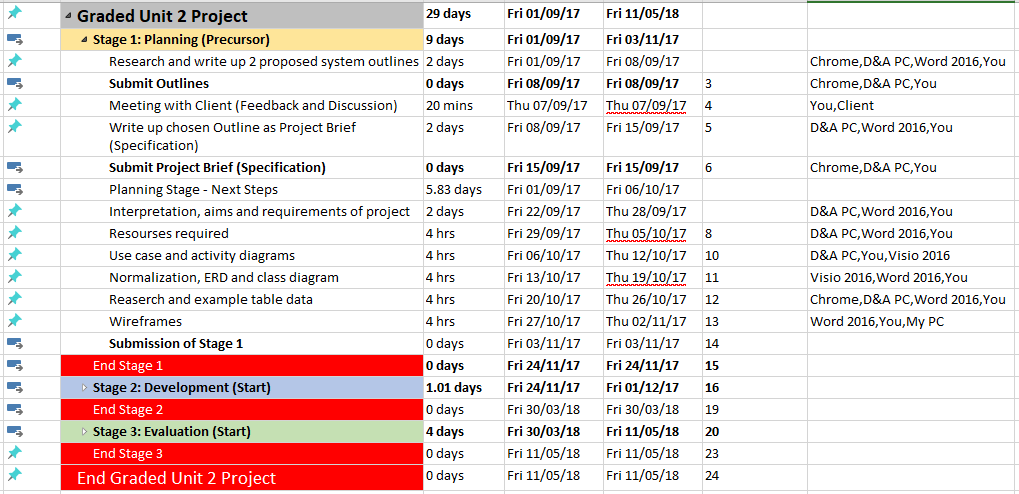 Graded Unit 2 Project 29 days Fri 01/09/17 Fri 11/05/18
Stage 1: Planning (Precursor) 9 days Fri 01/09/17 Fri 03/11/17
Research and write up 2 proposed system outlines 2 days Fri 01/09/17 Fri 08/09/17 Chrome,D&A PC,Word 2016,You
Submit Outlines 0 days Fri 08/09/17 Fri 08/09/17 3 Chrome,D&A PC,You
Meeting with Client (Feedback and Discussion) 20 mins Thu 07/09/17 Thu 07/09/17 4 You,Client
Write up chosen Outline as Project Brief 2 days Fri 08/09/17 Fri 15/09/17 5 D&A PC,Word 2016,You
(Specification)
Submit Project Brief (Specification) 0 days Fri 15/09/17 Fri 15/09/17 6 Chrome,D&A PC,You
Planning Stage - Next Steps 5.83 days Fri 01/09/17 Fri 06/10/17
Interpretation, aims and requirements of project 2 days Fri 22/09/17 Thu 28/09/17 D&A PC,Word 2016,You
Resourses required 4 hrs Fri 29/09/17 Thu 05/10/17 8 D&A PC,Word 2016,You
Use case and activity diagrams 4 hrs Fri 06/10/17 Thu 12/10/17 10 D&A PC,You,Visio 2016
Normalization, ERD and class diagram 4 hrs Fri 13/10/17 Thu 19/10/17 11 Visio 2016,Word 2016,You
Reaserch and example table data 4 hrs Fri 20/10/17 Thu 26/10/17 12 Chrome,D&A PC,Word 2016,You
Wireframes 4 hrs Fri 27/10/17 Thu 02/11/17 13 Word 2016,You,My PC
Submission of Stage 1 0 days Fri 03/11/17 Fri 03/11/17 14
End Stage 1 0 days Fri 24/11/17 Fri 24/11/17 15
Stage 2: Development (Start) 1.01 days Fri 24/11/17 Fri 01/12/17 16
End Stage 2 0 days Fri 30/03/18 Fri 30/03/18 19
Stage 3: Evaluation (Start) 4 days Fri 30/03/18 Fri 11/05/18 20
End Stage 3 0 days Fri 11/05/18 Fri 11/05/18 23
End Graded Unit 2 Project 0 days Fri 11/05/18 Fri 11/05/18 24